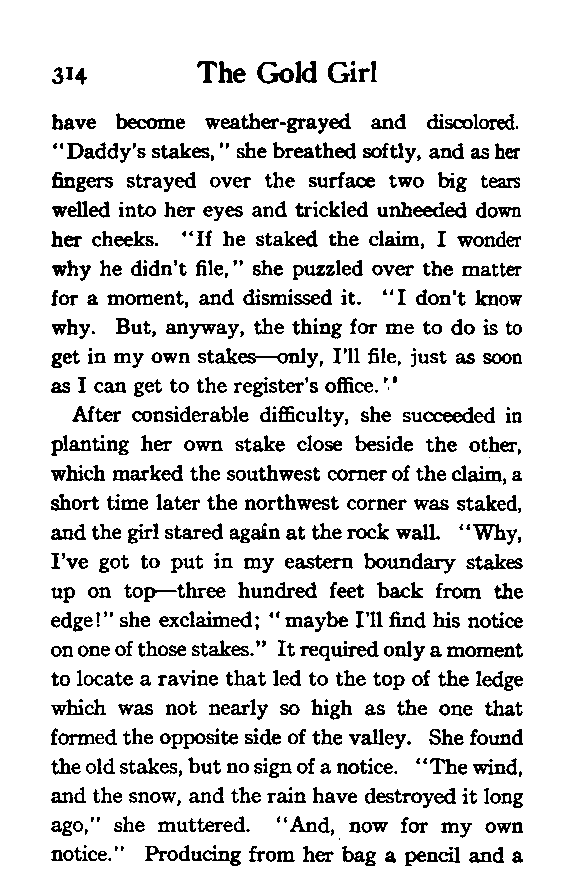 314 The Gold Girl
have become weather-grayed and discolored.
"Daddy's stakes," she breathed softly, and as her
fingers strayed over the surface two big tears
welled into her eyes and trickled unheeded down
her cheeks. "If he staked the claim, I wonder
why he didn't file," she puzzled over the matter
for a moment, and dismissed it. "I don't know
why. But, anyway, the thing for me to do is to
get in my own stakes—only, I'll file, just as soon
as I can get to the register's office."
After considerable difficulty, she succeeded in
planting her own stake close beside the other,
which marked the southwest corner of the claim, a
short time later the northwest corner was staked,
and the girl stared again at the rock wall. "Why,
I've got to put in my eastern boundary stakes
up on top—three hundred feet back from the
edge!" she exclaimed; "maybe I'll find his notice
on one of those stakes." It required only a moment
to locate a ravine that led to the top of the ledge
which was not nearly so high as the one that
formed the opposite side of the valley. She found
the old stakes, but no sign of a notice. "The wind,
and the snow, and the rain have destroyed it long
ago," she muttered. "And, now for my own
notice." Producing from her bag a pencil and a